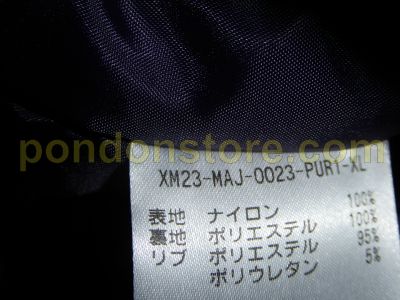 pondonstore.com
XM23-MAJ-0023-PUR1-XL
表地 ナイロン 100%
裏地 ポリエステル 100%
リブ ポリエステル 95%
ポリウレタン 5%